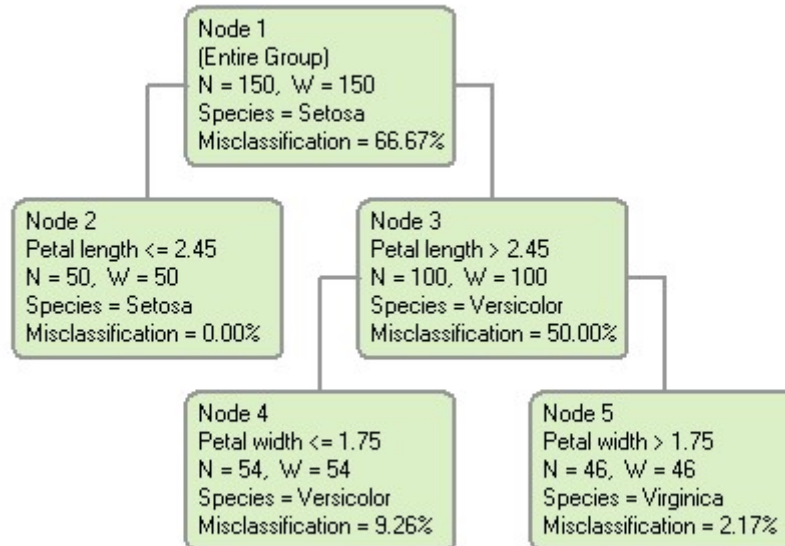 Node 1
(Entire Group)
N = 150, W = 150
Species = Setosa
Misclassification = 66.67%
Node 2
Petal length <= 2.45
N = 50, W = 50
Species = Setosa
Misclassification = 0.00%
Node 3
Petal length > 2.45
N = 100, W = 100
Species = Versicolor
Misclassification = 50.00%
Node 4
Petal width <= 1.75
N = 54, W = 54
Species = Versicolor
Misclassification = 9.26%
Node 5
Petal width > 1.75
N = 46, W = 46
Species = Virginica
Misclassification = 2.17%